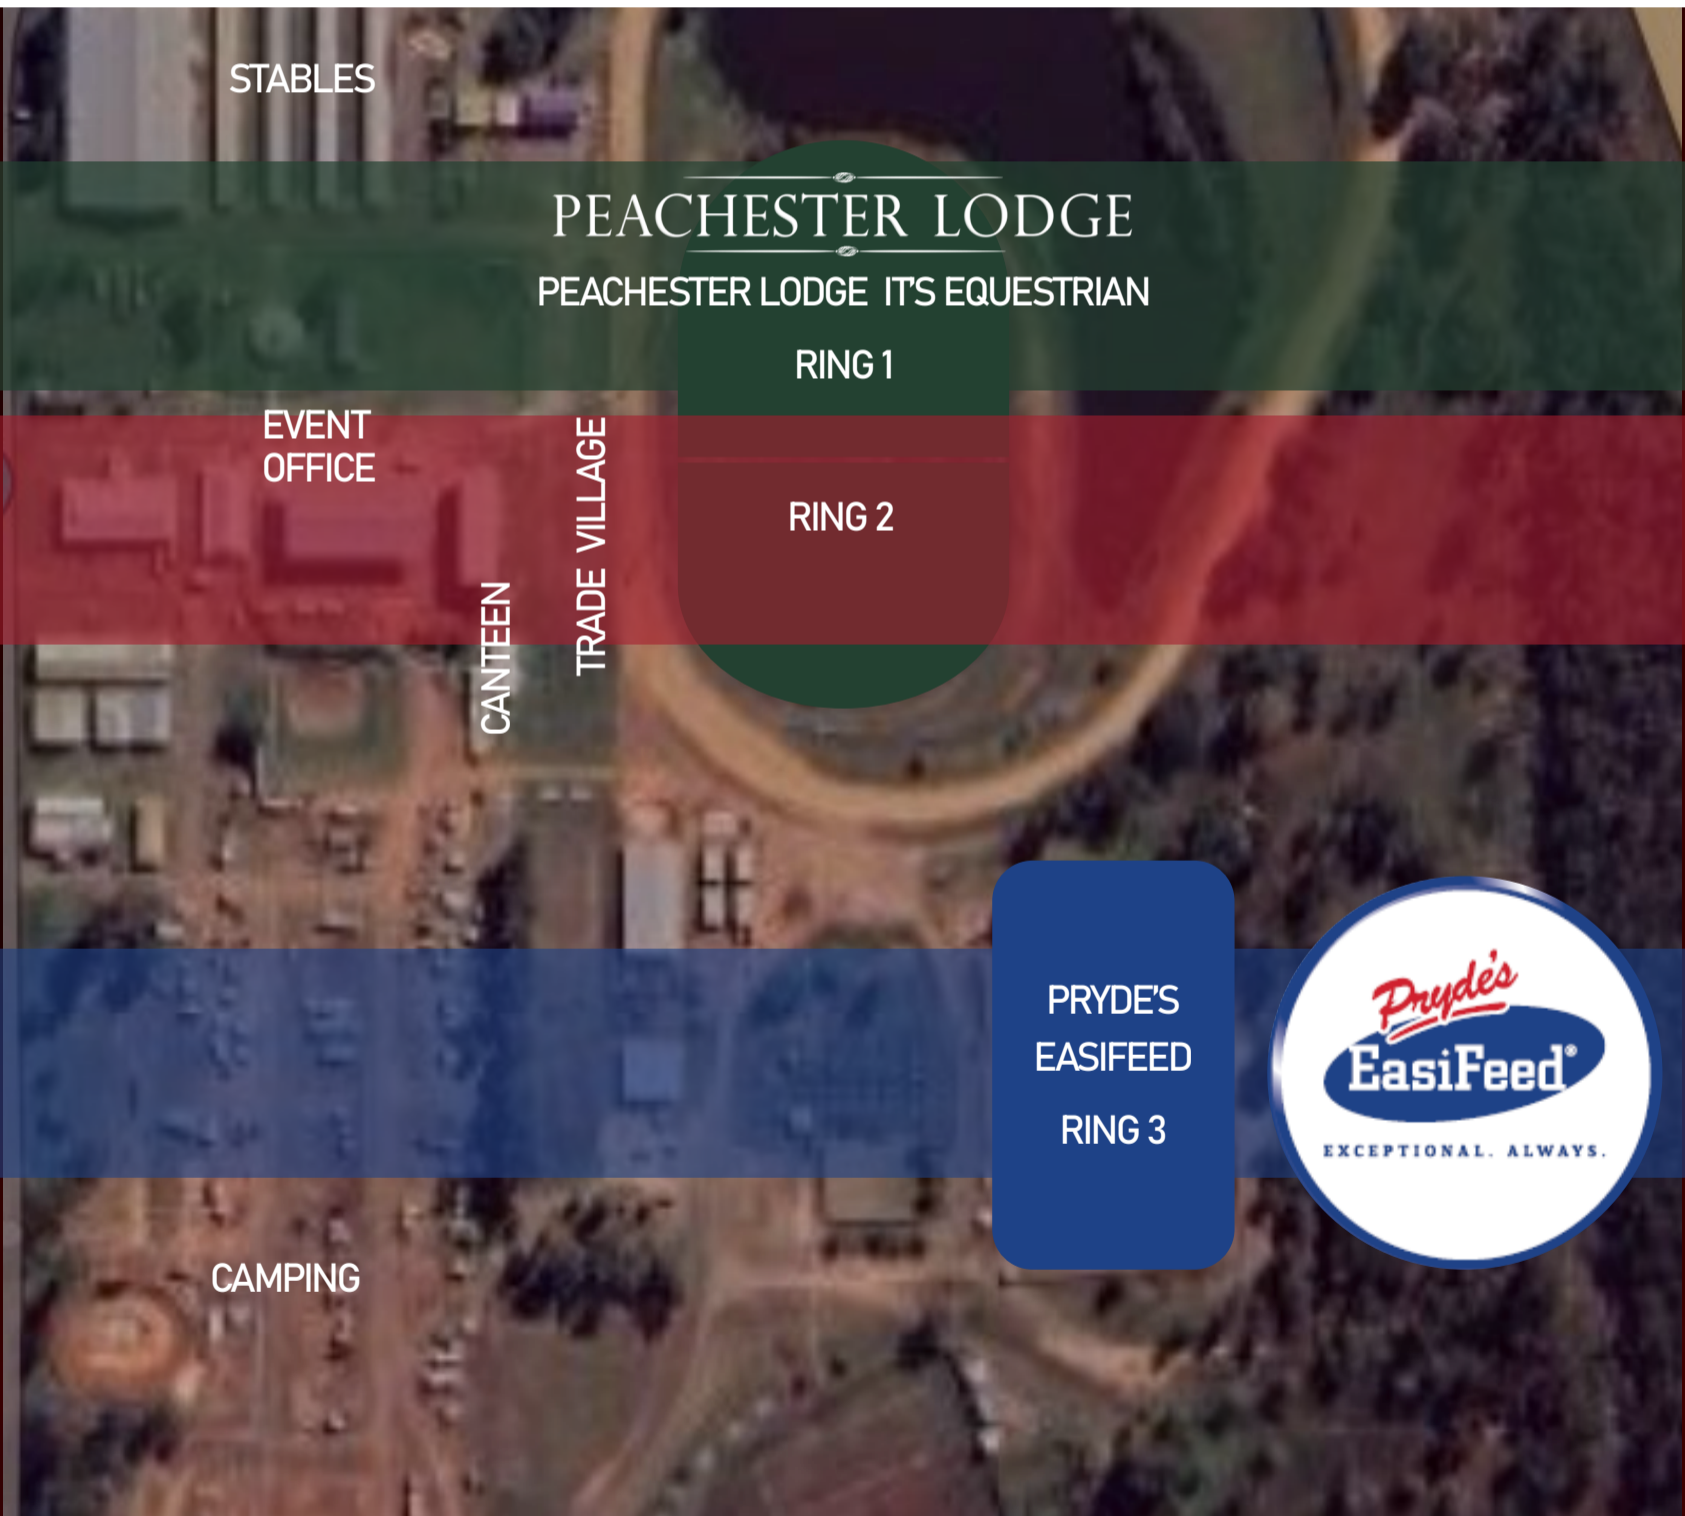 STABLES
PEACHESTER LODGE
PEACHESTER LODGE IT'S EQUESTRIAN
RING 1
EVENT
OFFICE
TRADE VILLAGE
RING 2
CANTEEN
PRYDE'S
EASIFEED
RING 3
Pryde's
EasiFeed®
EXCEPTIONAL. ALWAYS.
CAMPING